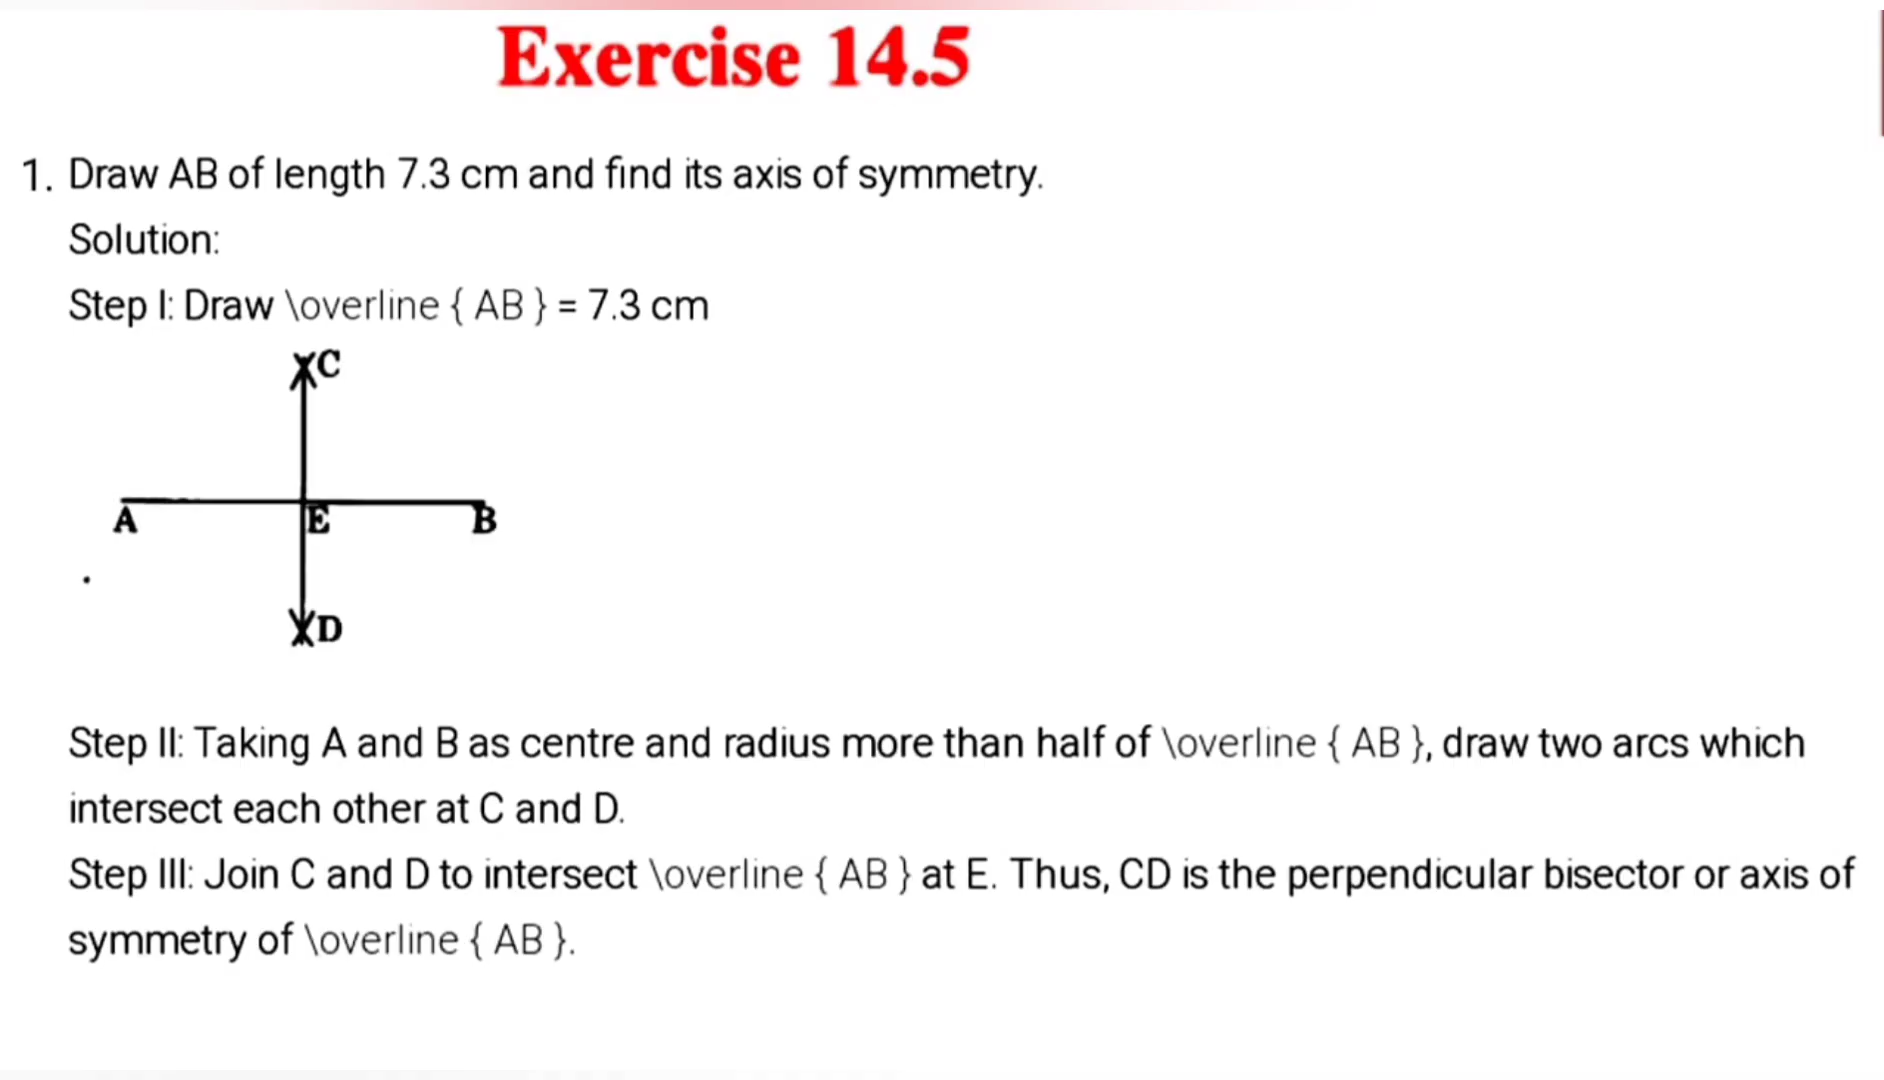 Exercise 14.5
1. Draw AB of length 7.3 cm and find its axis of symmetry.
Solution:
Step I: Draw \overline { AB } = 7.3 cm
C
A
E
B
D
Step II: Taking A and B as centre and radius more than half of \overline { AB }, draw two arcs which
intersect each other at C and D.
Step III: Join C and D to intersect \overline { AB } at E. Thus, CD is the perpendicular bisector or axis of
symmetry of \overline { AB }.